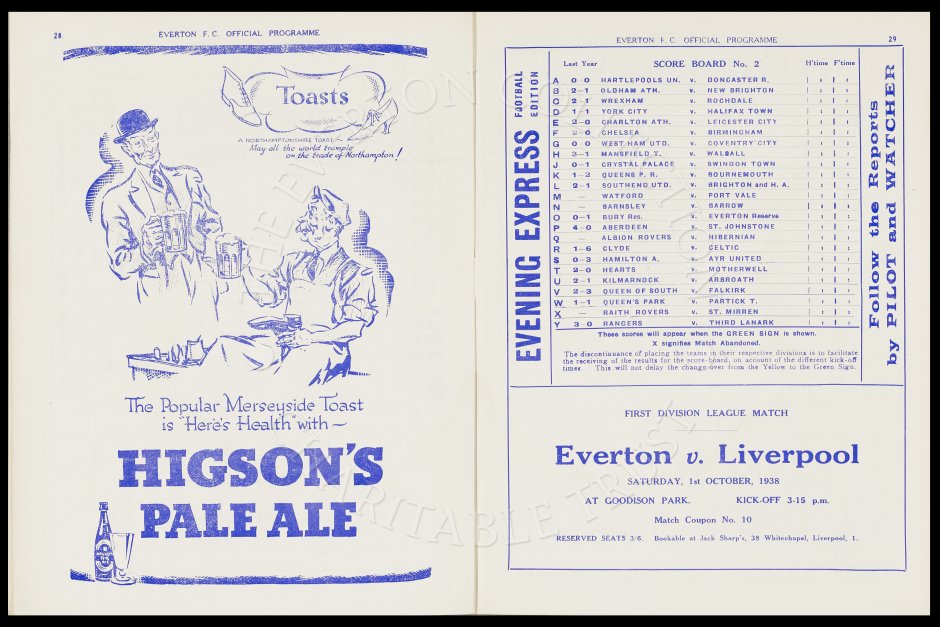 28
EVERTON F. C. OFFICIAL PROGRAMME
Toasts
A NORTHAMPTONSHIRE TOAST:—
May all the world trample
on the trade of Northampton!
The Popular Merseyside Toast
is "Here's Health" with —
HIGSON'S
PALE ALE
EVERTON F. C. OFFICIAL PROGRAMME
29
EVENING EXPRESS FOOTBALL EDITION
Last Year SCORE BOARD No. 2 H'time F'time
A 0 0 HARTLEPOOLS UN. v. DONCASTER R.
B 2—1 OLDHAM ATH. v. NEW BRIGHTON
C 2—1 WREXHAM v. ROCHDALE
D 1—1 YORK CITY v. HALIFAX TOWN
E 2—0 CHARLTON ATH. v. LEICESTER CITY
F CHELSEA v. BIRMINGHAM
G 0 0 WEST HAM UTD. v. COVENTRY CITY
H 3—1 MANSFIELD T. v. WALSALL
J 0—1 CRYSTAL PALACE v. SWINDON TOWN
K 1—2 QUEENS P. R. v. BOURNEMOUTH
L 2—1 SOUTHEND UTD. v. BRIGHTON and H. A.
M — WATFORD v. PORT VALE
N — BARNSLEY v. BARROW
O 0—1 BURY Res. v. EVERTON Reserve
P 4—0 ABERDEEN v. ST. JOHNSTONE
Q — ALBION ROVERS v. HIBERNIAN
R 1—6 CLYDE v. CELTIC
S 0—3 HAMILTON A. v. AYR UNITED
T 2—0 HEARTS v. MOTHERWELL
U 2—1 KILMARNOCK v. ARBROATH
V 2—3 QUEEN OF SOUTH v. FALKIRK
W 1—1 QUEEN'S PARK v. PARTICK T.
X — RAITH ROVERS v. ST. MIRREN
Y 3—0 RANGERS v. THIRD LANARK
These scores will appear when the GREEN SIGN is shown.
X signifies Match Abandoned.
The discontinuance of placing the teams in their respective divisions is to facilitate
the receiving of the results for the score-board, on account of the different kick-off
times. This will not delay the change/over from the Yellow to the Green Sign.
Follow the Reports
by PILOT and WATCHER
FIRST DIVISION LEAGUE MATCH
Everton v. Liverpool
SATURDAY, 1st OCTOBER, 1938
AT GOODISON PARK. KICK-OFF 3-15 p.m.
Match Coupon No. 10
RESERVED SEATS 3/6. Bookable at Jack Sharp's, 38 Whitechapel, Liverpool, 1.
THE EVERTON COLLECTION
CHARITABLE TRUST